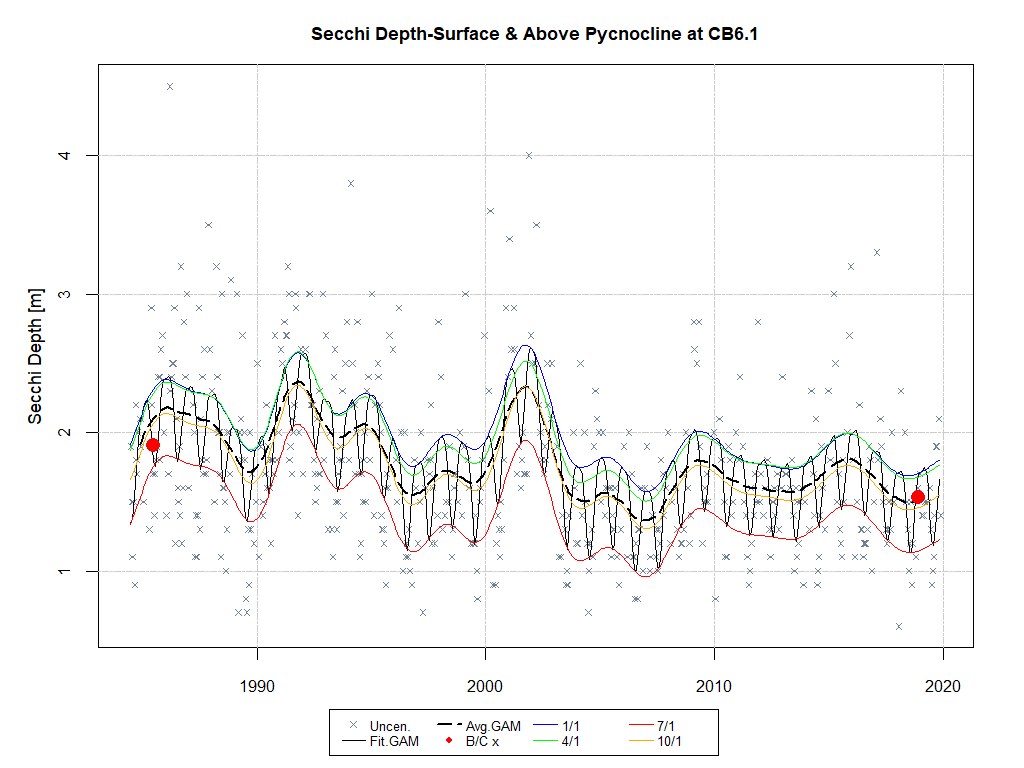 Secchi Depth-Surface & Above Pycnocline at CB6.1
Secchi Depth [m]
4
3
2
1
1990 2000 2010 2020
Uncen. Avg.GAM 1/1 7/1
Fit.GAM B/C x 4/1 10/1